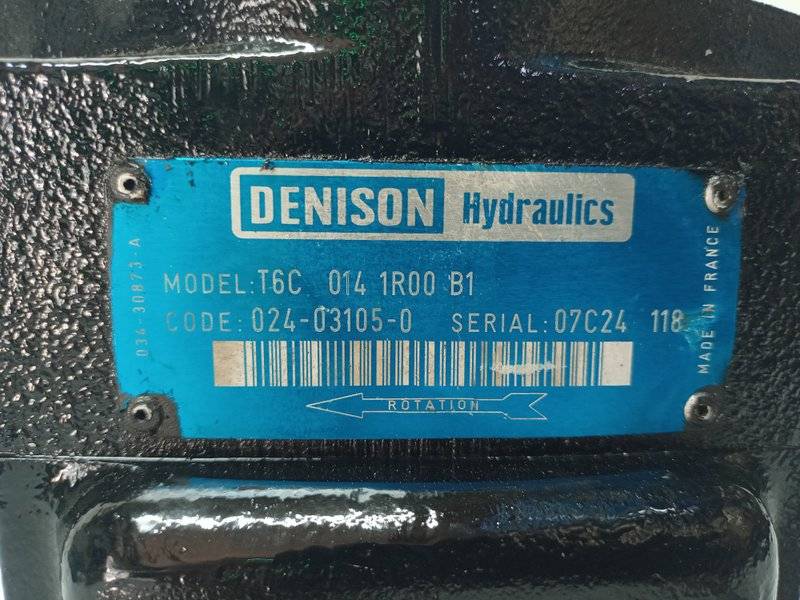 DENISON Hydraulics
MODEL: T6C 014 1R00 B1
CODE: 024-03105-0 SERIAL: 07C24 118
ROTATION
034-30873-A
MADE IN FRANCE